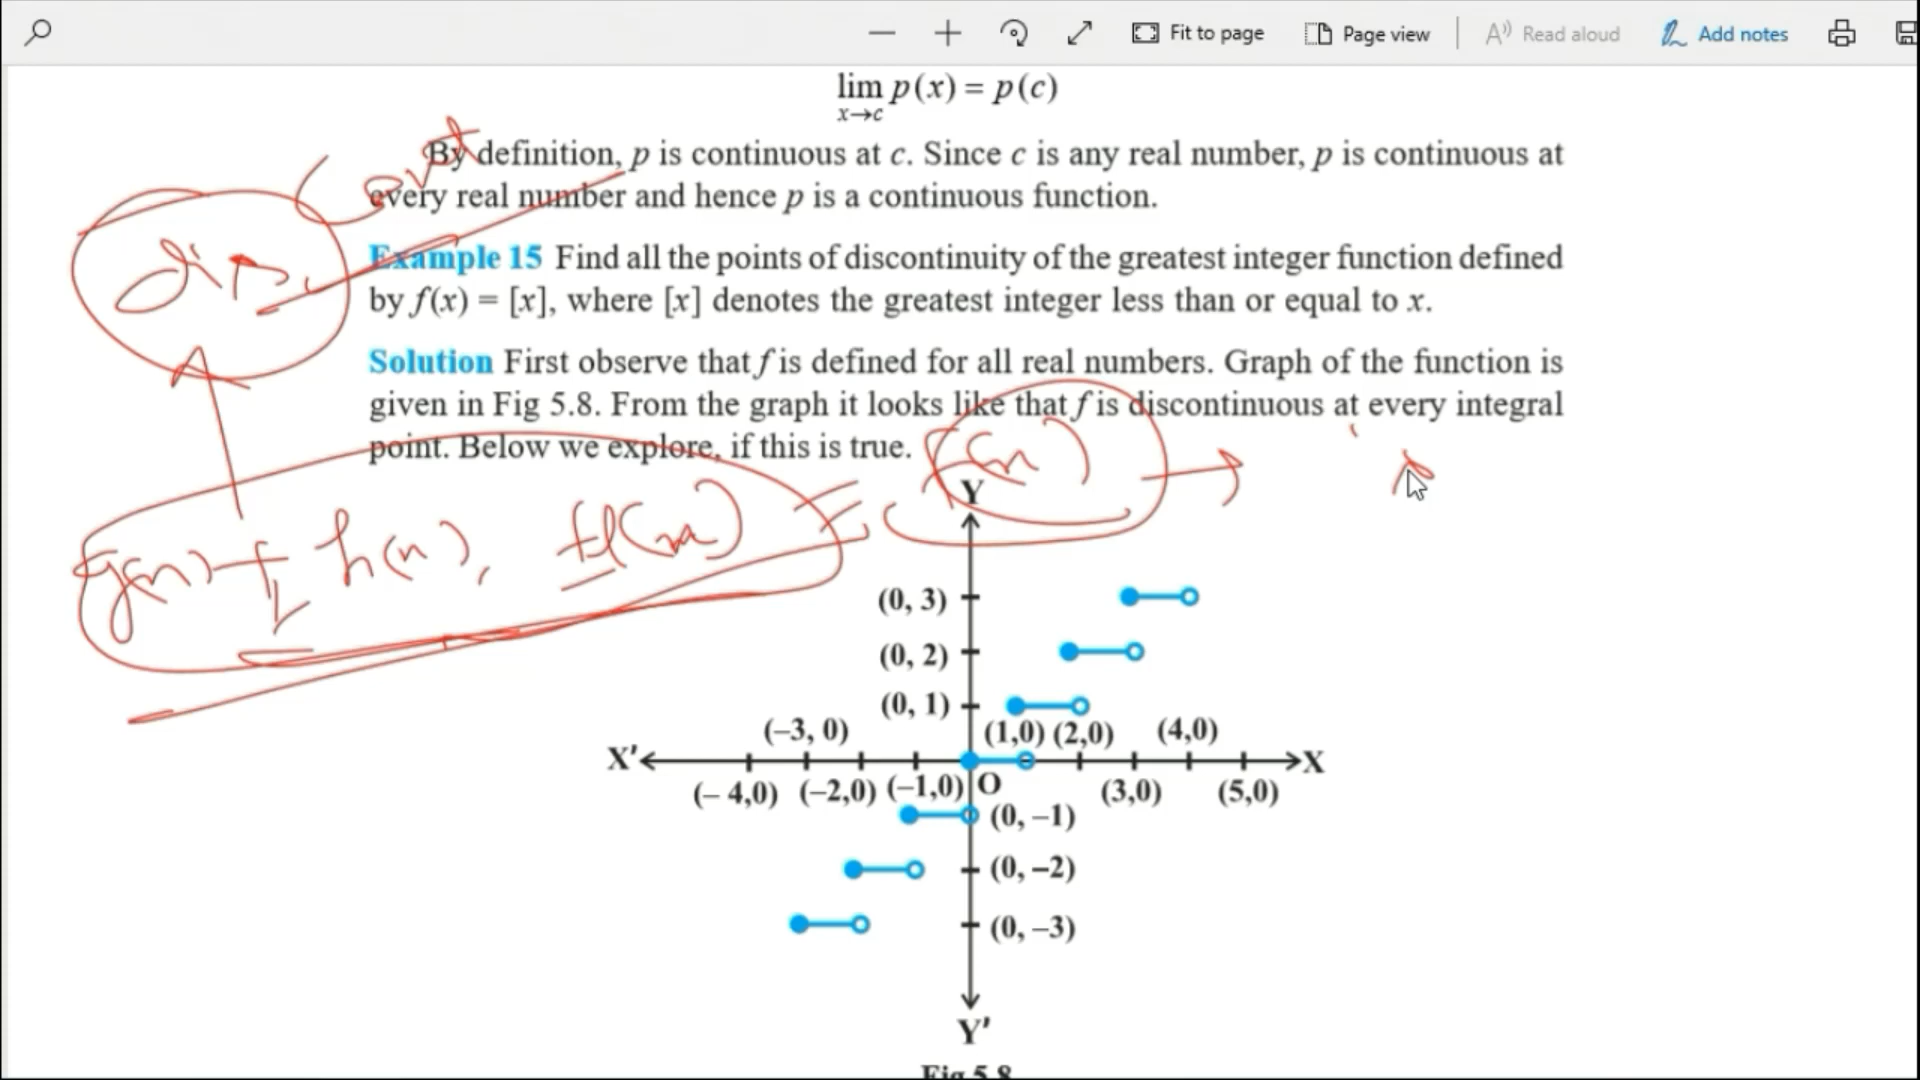 Fit to page Page view Read aloud Add notes
lim p(x) = p(c)
x→c
By definition, p is continuous at c. Since c is any real number, p is continuous at
every real number and hence p is a continuous function.
Example 15 Find all the points of discontinuity of the greatest integer function defined
by f(x) = [x], where [x] denotes the greatest integer less than or equal to x.
Solution First observe that f is defined for all real numbers. Graph of the function is
given in Fig 5.8. From the graph it looks like that f is discontinuous at every integral
point. Below we explore, if this is true.
Y
(0, 3)
(0, 2)
(0, 1)
(–3, 0) (1,0) (2,0) (4,0)
X′ X
(– 4,0) (–2,0) (–1,0) O (3,0) (5,0)
(0, –1)
(0, –2)
(0, –3)
Y′
Fig 5.8